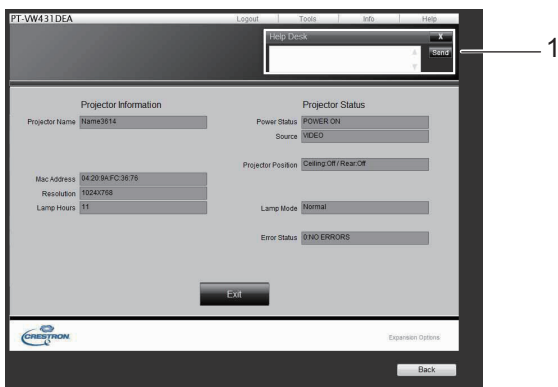 PT-VW431DEA
Logout Tools Info Help
Help Desk X
Send
1
Projector Information
Projector Name Name3614
Mac Address 04:20:9A:FC:36:76
Resolution 1024X768
Lamp Hours 11
Projector Status
Power Status POWER ON
Source VIDEO
Projector Position Ceiling:Off / Rear:Off
Lamp Mode Normal
Error Status 0:NO ERRORS
Exit
CRESTRON
Expansion Options
Back